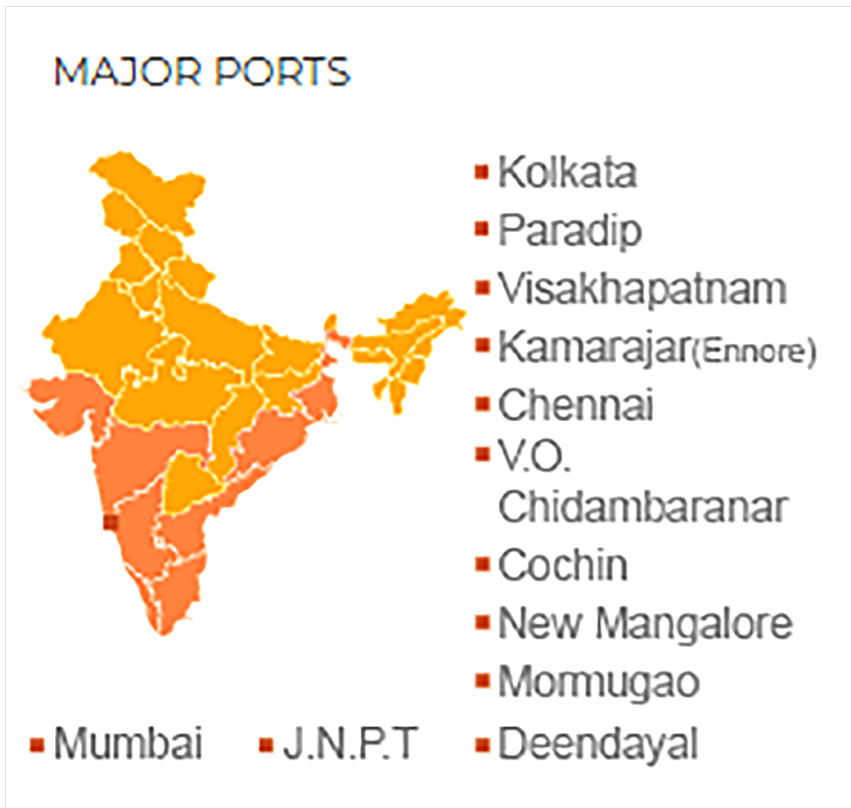 MAJOR PORTS
Kolkata
Paradip
Visakhapatnam
Kamarajar(Ennore)
Chennai
V.O.
Chidambaranar
Cochin
New Mangalore
Mormugao
Deendayal
Mumbai
J.N.P.T